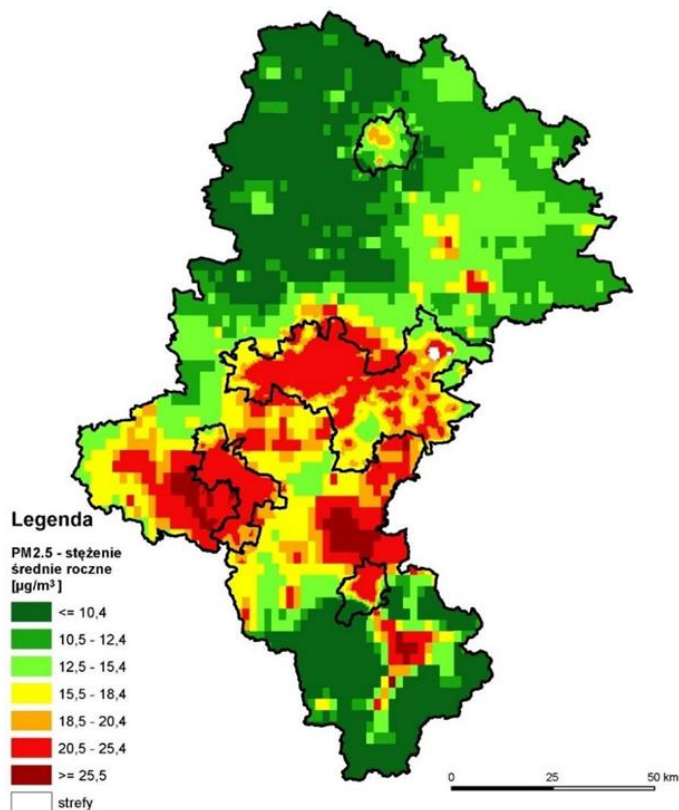 Legenda
PM2.5 - stężenie
średnie roczne
[µg/m³]
<= 10,4
10,5 - 12,4
12,5 - 15,4
15,5 - 18,4
18,5 - 20,4
20,5 - 25,4
>= 25,5
strefy
0 25 50 km